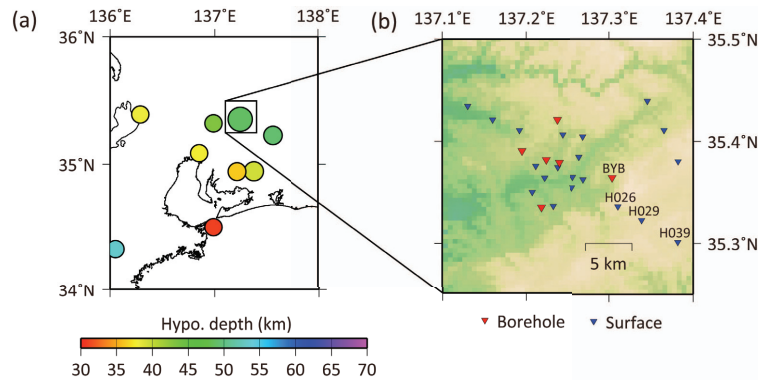 (a)
136°E 137°E 138°E
36°N
35°N
34°N
Hypo. depth (km)
30 35 40 45 50 55 60 65 70
(b)
137.1°E 137.2°E 137.3°E 137.4°E
35.5°N
35.4°N
35.3°N
BYB
H026
H029
H039
5 km
Borehole Surface